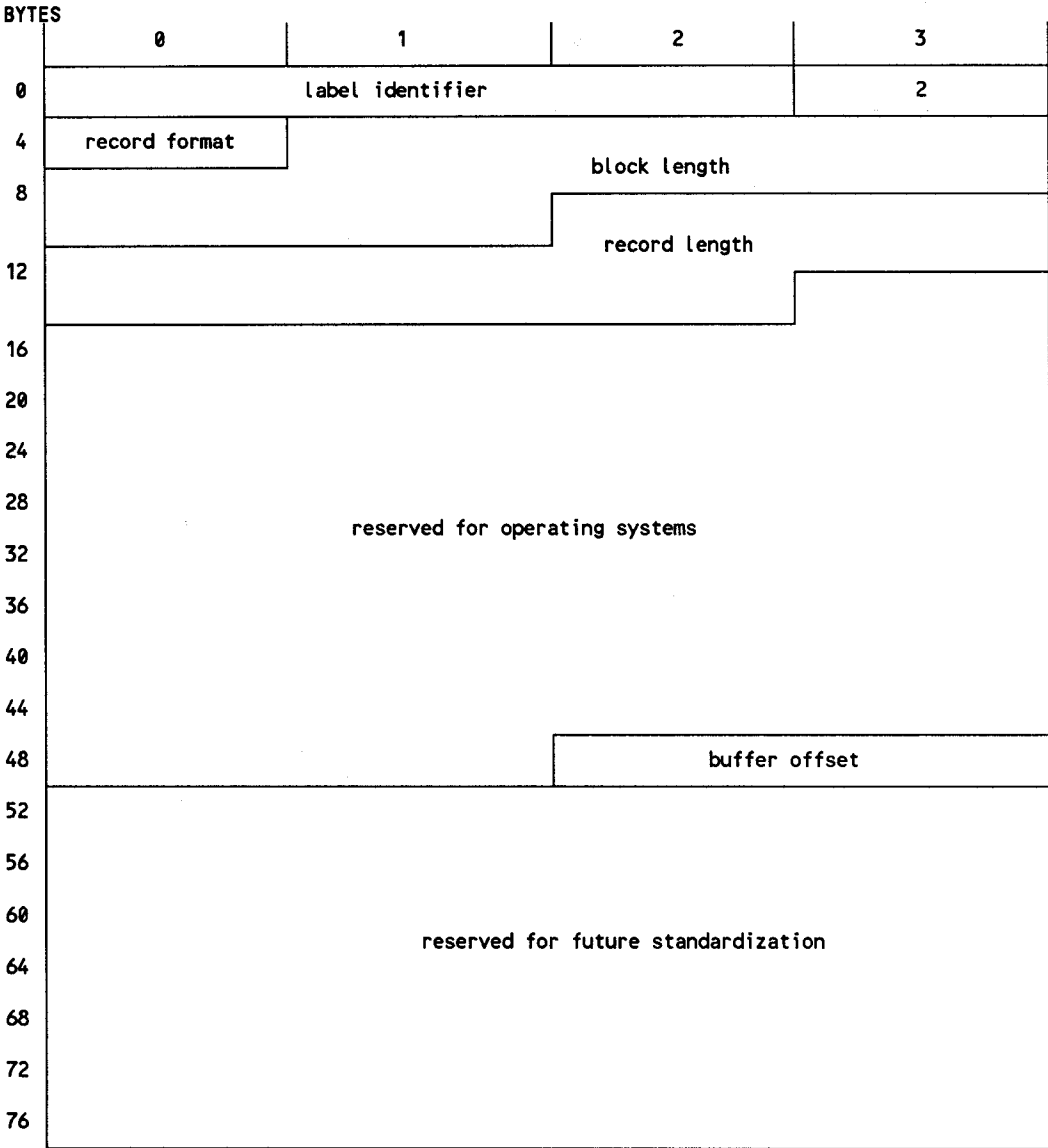 BYTES
0 1 2 3
0 label identifier 2
4 record format
block length
8
record length
12
16
20
24
28
reserved for operating systems
32
36
40
44
48 buffer offset
52
56
60
reserved for future standardization
64
68
72
76